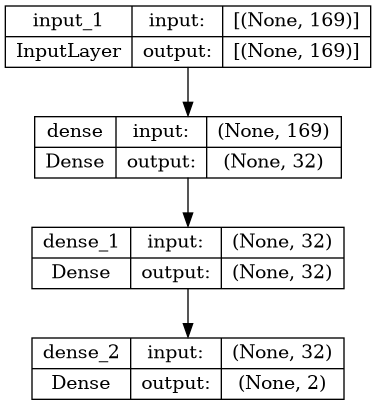 input_1 input: [(None, 169)]
InputLayer output: [(None, 169)]
dense input: (None, 169)
Dense output: (None, 32)
dense_1 input: (None, 32)
Dense output: (None, 32)
dense_2 input: (None, 32)
Dense output: (None, 2)